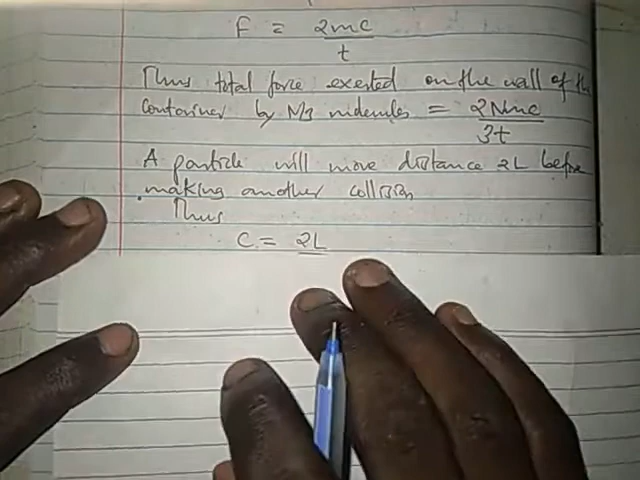 F = 2mc
t
Thus total force exerted on the wall of the
Container by N/3 molecules = 2Nmc
3t
A particle will move distance 2L before
making another collision
Thus
C = 2L